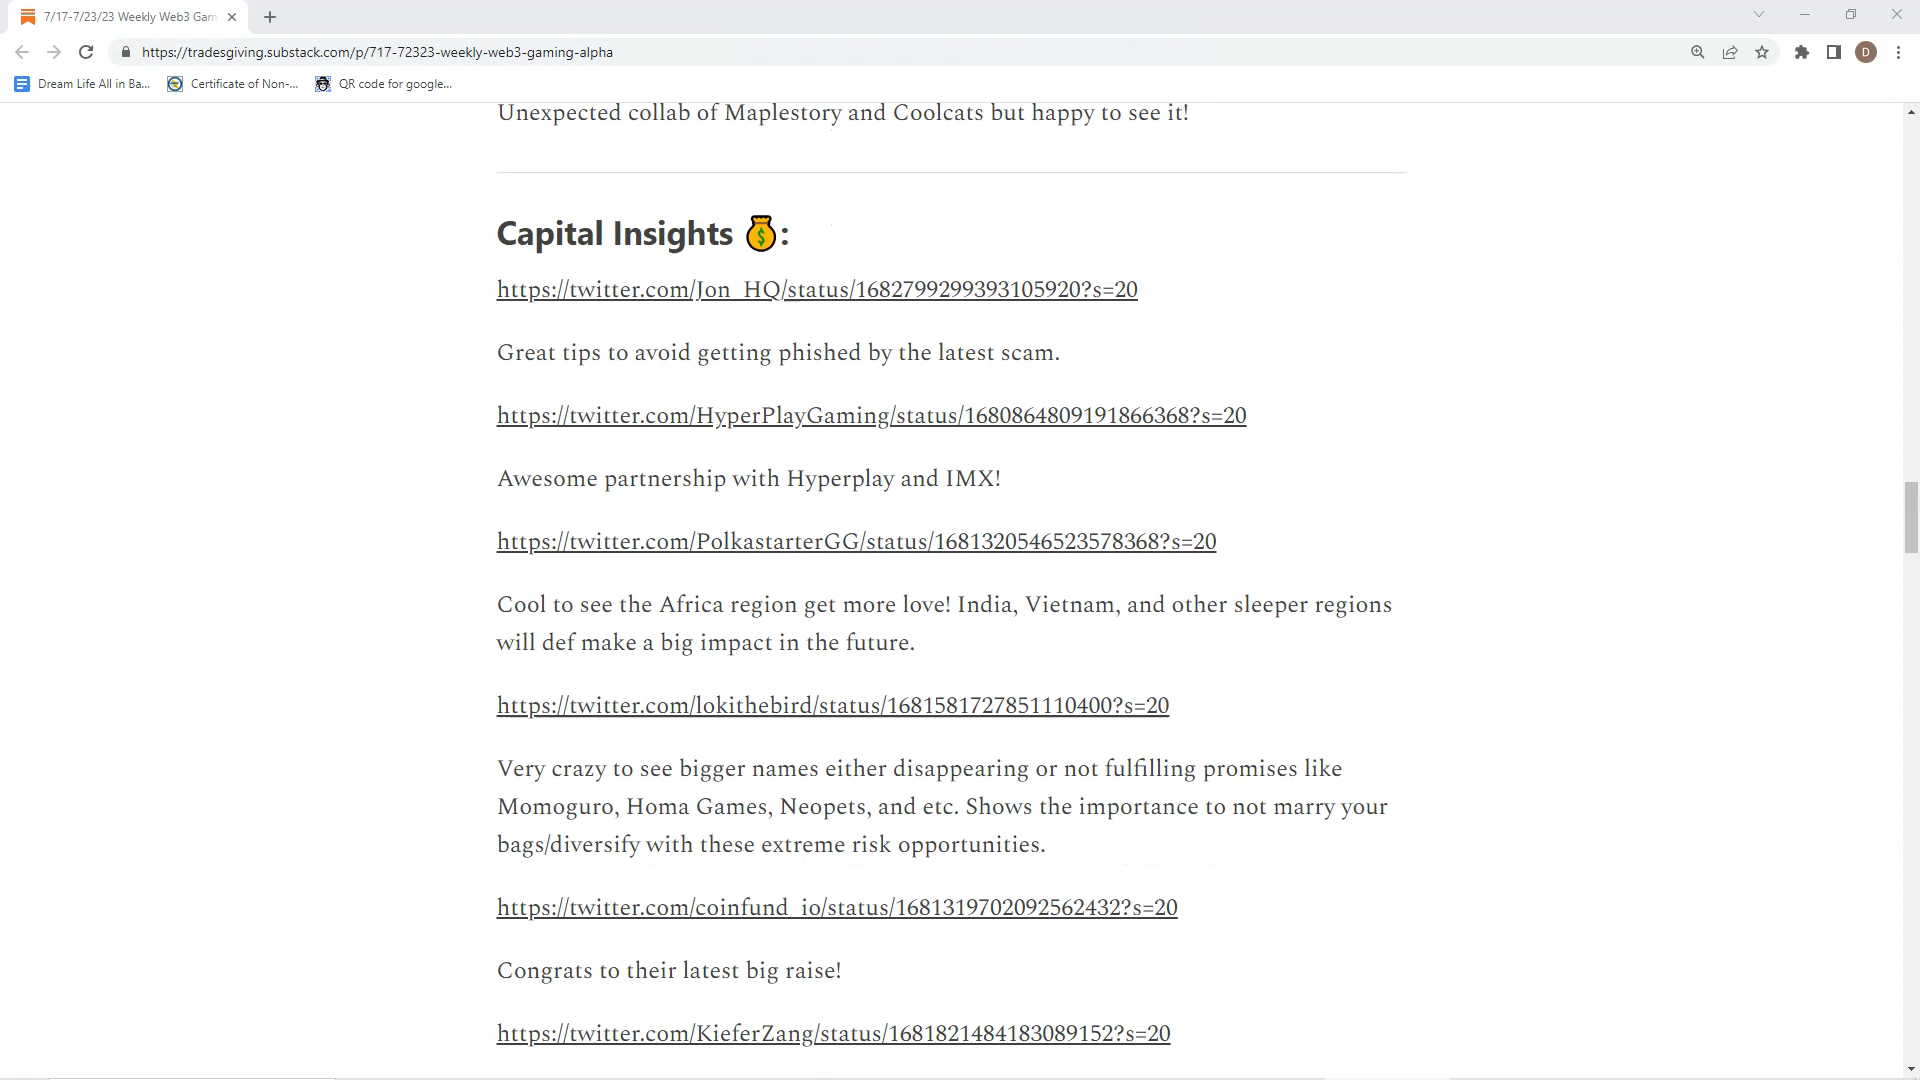 7/17-7/23/23 Weekly Web3 Gam
https://tradesgiving.substack.com/p/717-72323-weekly-web3-gaming-alpha
D
Dream Life All in Ba...
Certificate of Non-...
QR code for google...
Unexpected collab of Maplestory and Coolcats but happy to see it!
Capital Insights 💰:
https://twitter.com/Jon_HQ/status/1682799299393105920?s=20
Great tips to avoid getting phished by the latest scam.
https://twitter.com/HyperPlayGaming/status/1680864809191866368?s=20
Awesome partnership with Hyperplay and IMX!
https://twitter.com/PolkastarterGG/status/1681320546523578368?s=20
Cool to see the Africa region get more love! India, Vietnam, and other sleeper regions
will def make a big impact in the future.
https://twitter.com/lokithebird/status/1681581727851110400?s=20
Very crazy to see bigger names either disappearing or not fulfilling promises like
Momoguro, Homa Games, Neopets, and etc. Shows the importance to not marry your
bags/diversify with these extreme risk opportunities.
https://twitter.com/coinfund_io/status/1681319702092562432?s=20
Congrats to their latest big raise!
https://twitter.com/KieferZang/status/1681821484183089152?s=20